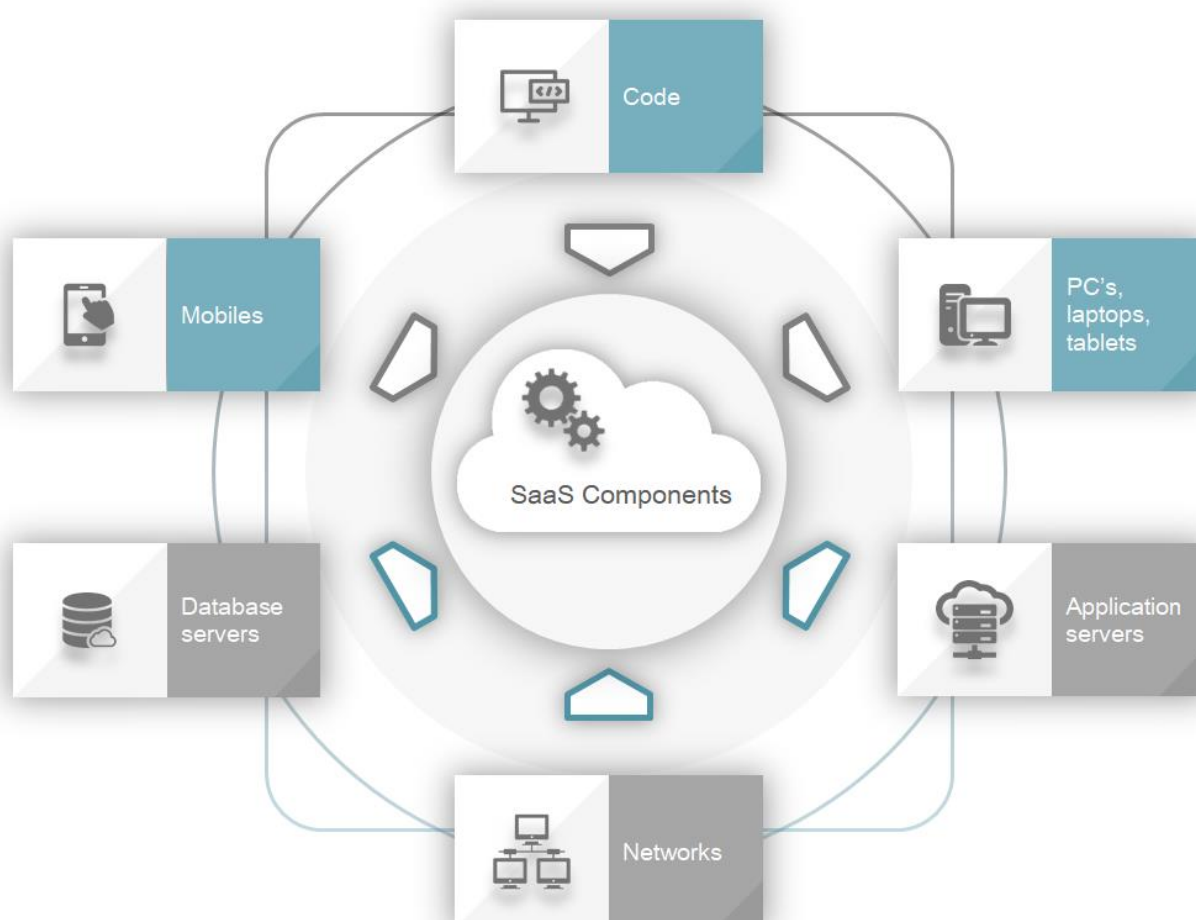 Code
Mobiles
PC's,
laptops,
tablets
SaaS Components
Database
servers
Application
servers
Networks